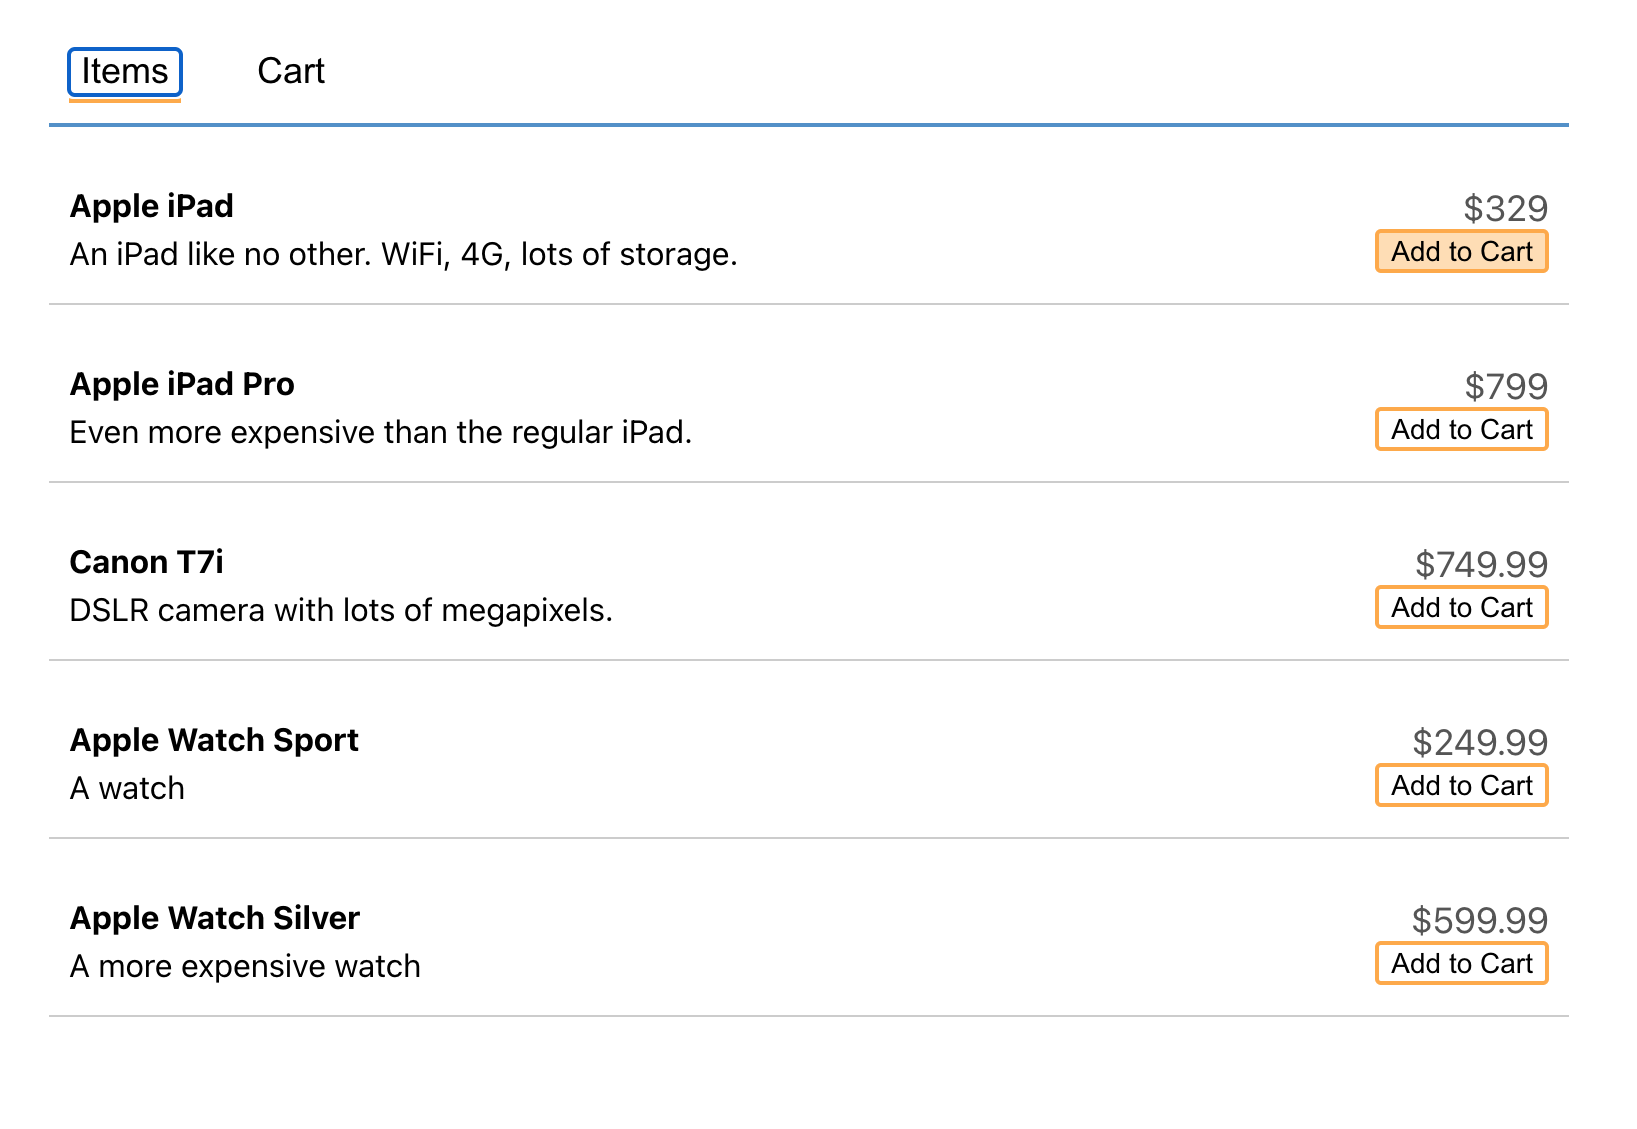 Items Cart
Apple iPad
$329
An iPad like no other. WiFi, 4G, lots of storage.
Add to Cart
Apple iPad Pro
$799
Even more expensive than the regular iPad.
Add to Cart
Canon T7i
$749.99
DSLR camera with lots of megapixels.
Add to Cart
Apple Watch Sport
$249.99
A watch
Add to Cart
Apple Watch Silver
$599.99
A more expensive watch
Add to Cart